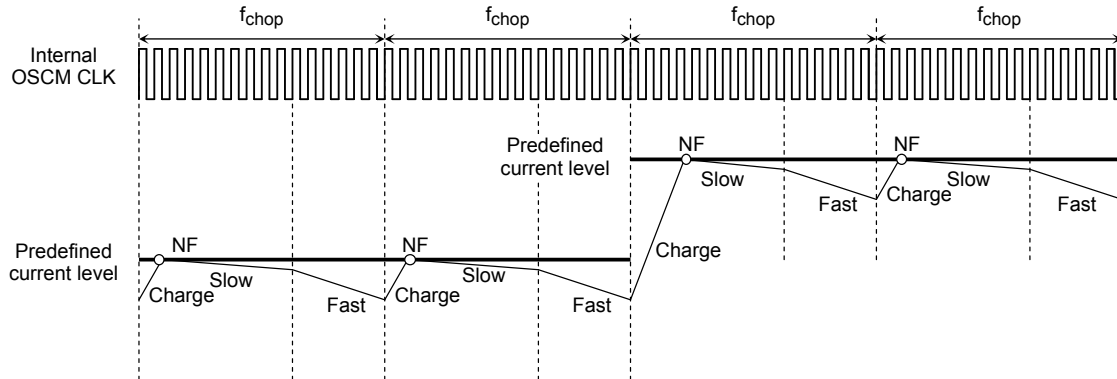 fchop fchop fchop fchop
Internal
OSCM CLK
Predefined
current level
NF
Slow
Fast
Charge
NF
Slow
Fast
Charge
Predefined
current level
NF
Slow
Fast
Charge
NF
Slow
Fast
Charge